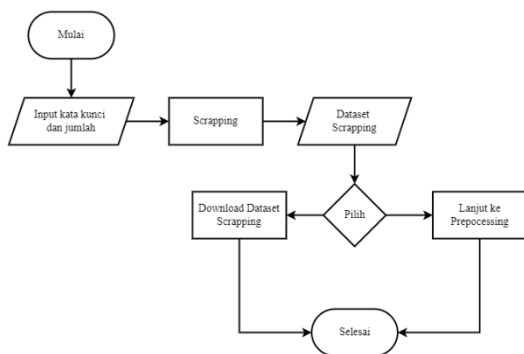 Mulai
Input kata kunci
dan jumlah
Scrapping
Dataset
Scrapping
Download Dataset
Scrapping
Pilih
Lanjut ke
Prepocessing
Selesai